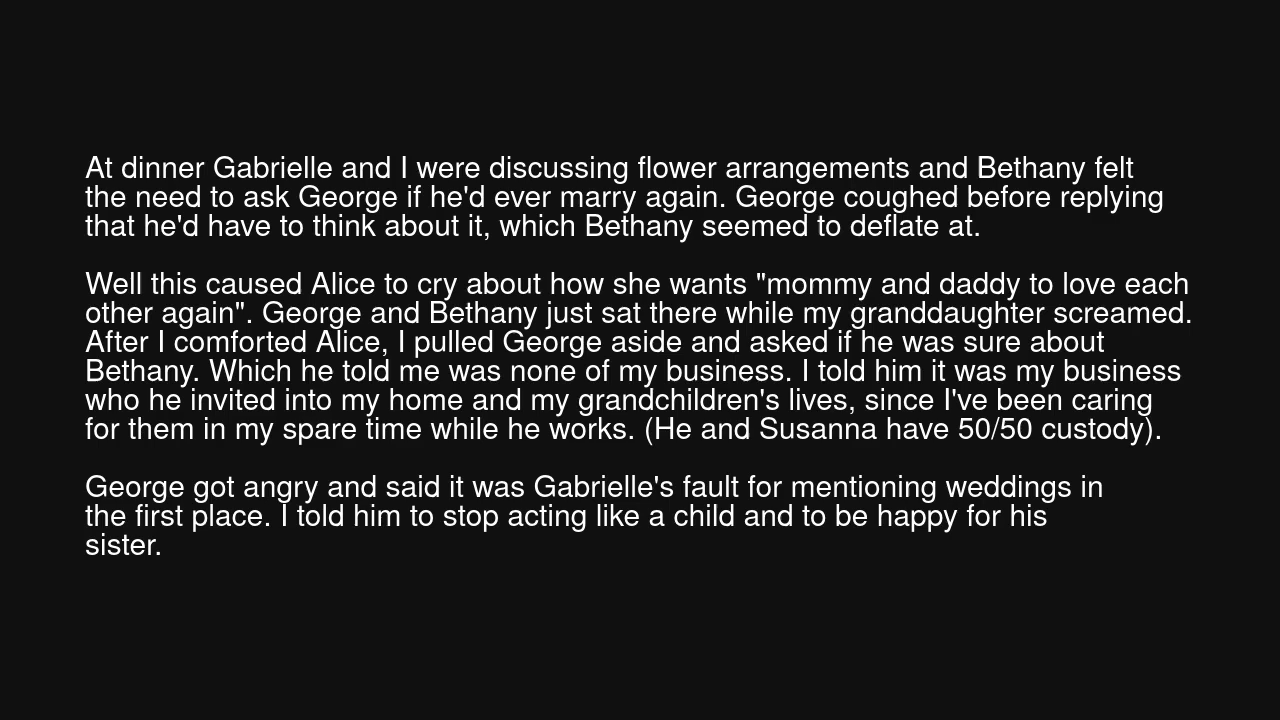 At dinner Gabrielle and I were discussing flower arrangements and Bethany felt
the need to ask George if he'd ever marry again. George coughed before replying
that he'd have to think about it, which Bethany seemed to deflate at.
Well this caused Alice to cry about how she wants "mommy and daddy to love each
other again". George and Bethany just sat there while my granddaughter screamed.
After I comforted Alice, I pulled George aside and asked if he was sure about
Bethany. Which he told me was none of my business. I told him it was my business
who he invited into my home and my grandchildren's lives, since I've been caring
for them in my spare time while he works. (He and Susanna have 50/50 custody).
George got angry and said it was Gabrielle's fault for mentioning weddings in
the first place. I told him to stop acting like a child and to be happy for his
sister.